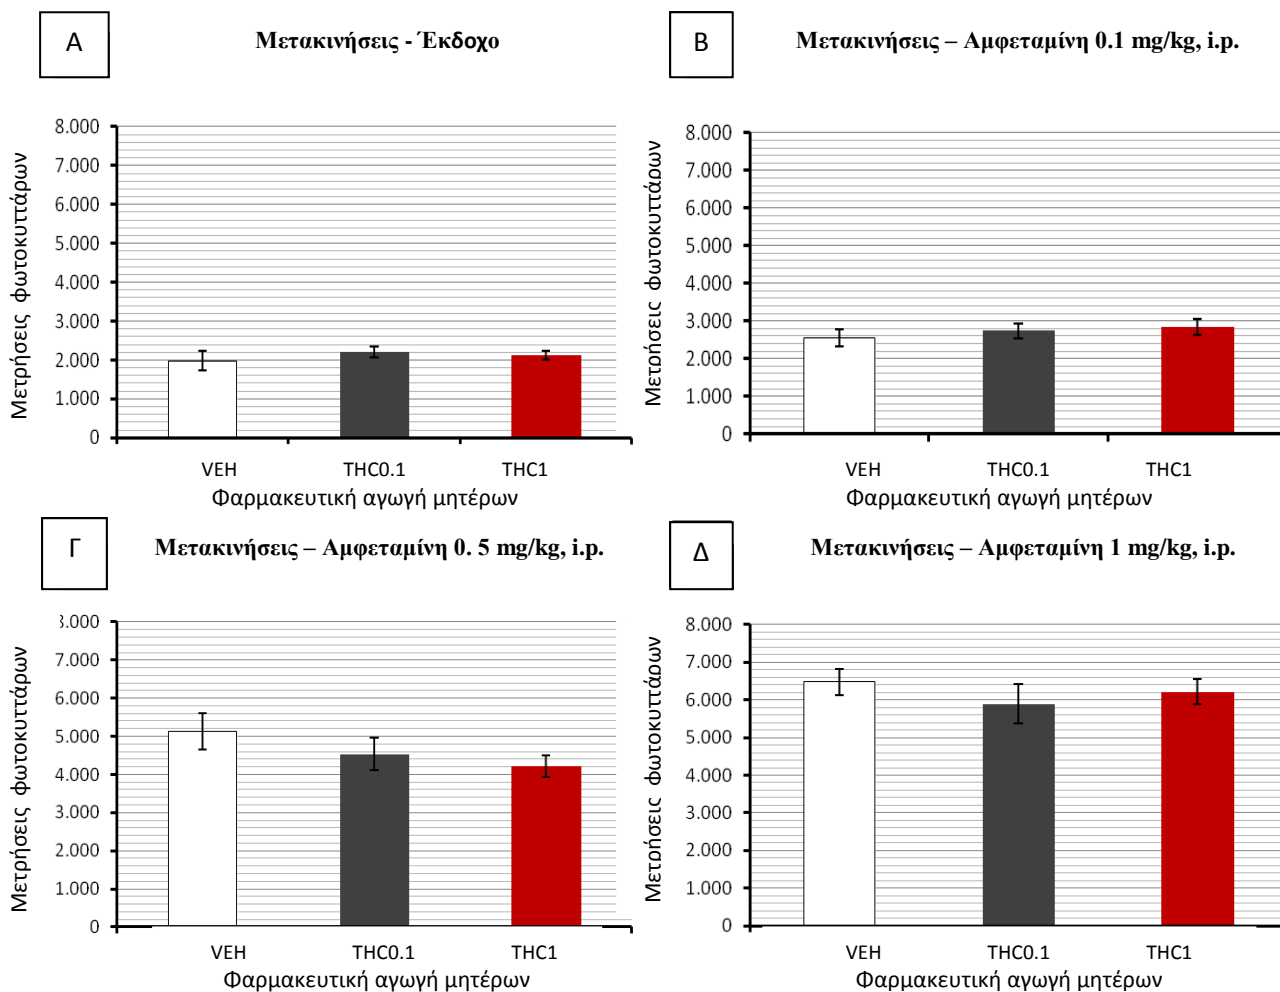 Α
Μετακινήσεις - Έκδοχο
8.000
7.000
6.000
5.000
4.000
3.000
2.000
1.000
0
Μετρήσεις φωτοκυττάρων
VEH THC0.1 THC1
Φαρμακευτική αγωγή μητέρων
Β
Μετακινήσεις – Αμφεταμίνη 0.1 mg/kg, i.p.
8.000
7.000
6.000
5.000
4.000
3.000
2.000
1.000
0
Μετρήσεις φωτοκυττάρων
VEH THC0.1 THC1
Φαρμακευτική αγωγή μητέρων
Γ
Μετακινήσεις – Αμφεταμίνη 0. 5 mg/kg, i.p.
8.000
7.000
6.000
5.000
4.000
3.000
2.000
1.000
0
Μετρήσεις φωτοκυττάρων
VEH THC0.1 THC1
Φαρμακευτική αγωγή μητέρων
Δ
Μετακινήσεις – Αμφεταμίνη 1 mg/kg, i.p.
8.000
7.000
6.000
5.000
4.000
3.000
2.000
1.000
0
Μετρήσεις φωτοκυττάρων
VEH THC0.1 THC1
Φαρμακευτική αγωγή μητέρων